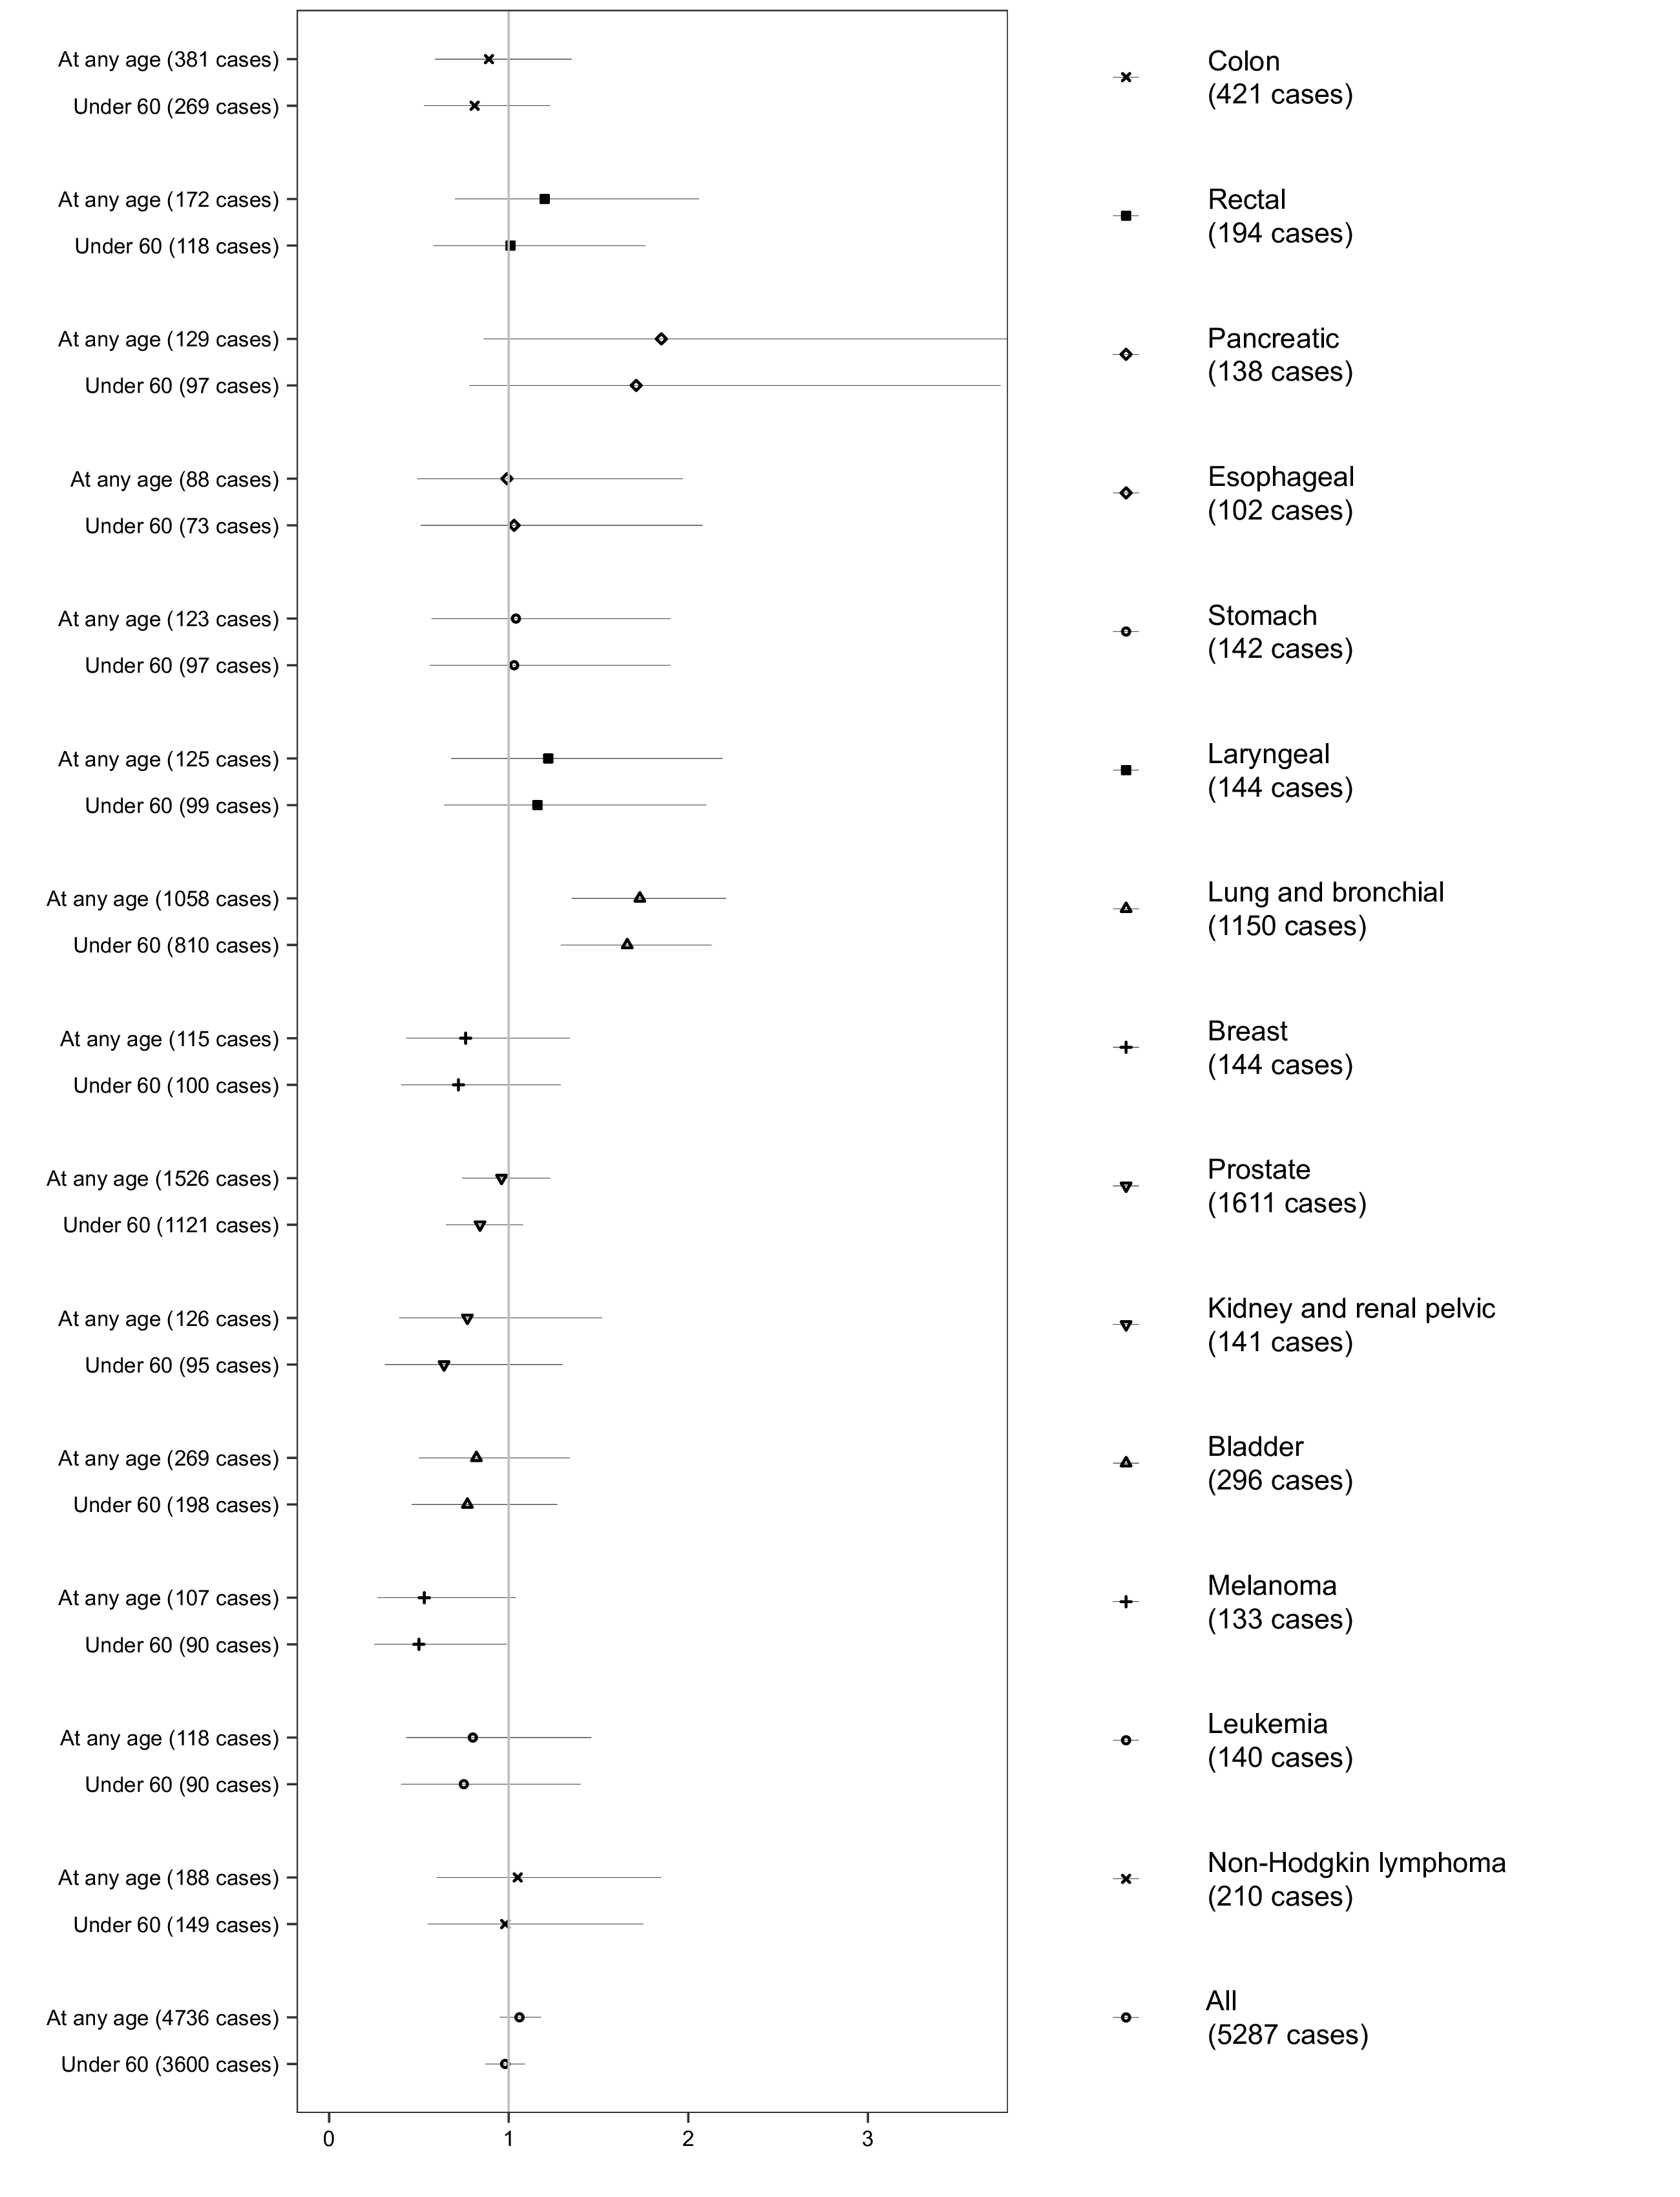 At any age (381 cases)
Under 60 (269 cases)
Colon
(421 cases)
At any age (172 cases)
Under 60 (118 cases)
Rectal
(194 cases)
At any age (129 cases)
Under 60 (97 cases)
Pancreatic
(138 cases)
At any age (88 cases)
Under 60 (73 cases)
Esophageal
(102 cases)
At any age (123 cases)
Under 60 (97 cases)
Stomach
(142 cases)
At any age (125 cases)
Under 60 (99 cases)
Laryngeal
(144 cases)
At any age (1058 cases)
Under 60 (810 cases)
Lung and bronchial
(1150 cases)
At any age (115 cases)
Under 60 (100 cases)
Breast
(144 cases)
At any age (1526 cases)
Under 60 (1121 cases)
Prostate
(1611 cases)
At any age (126 cases)
Under 60 (95 cases)
Kidney and renal pelvic
(141 cases)
At any age (269 cases)
Under 60 (198 cases)
Bladder
(296 cases)
At any age (107 cases)
Under 60 (90 cases)
Melanoma
(133 cases)
At any age (118 cases)
Under 60 (90 cases)
Leukemia
(140 cases)
At any age (188 cases)
Under 60 (149 cases)
Non-Hodgkin lymphoma
(210 cases)
At any age (4736 cases)
Under 60 (3600 cases)
All
(5287 cases)
0 1 2 3